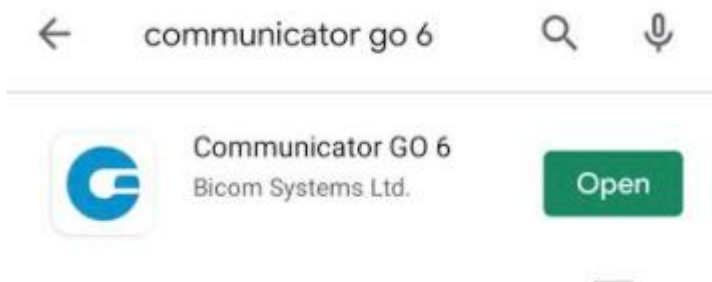 communicator go 6
Communicator GO 6
Bicom Systems Ltd.
Open